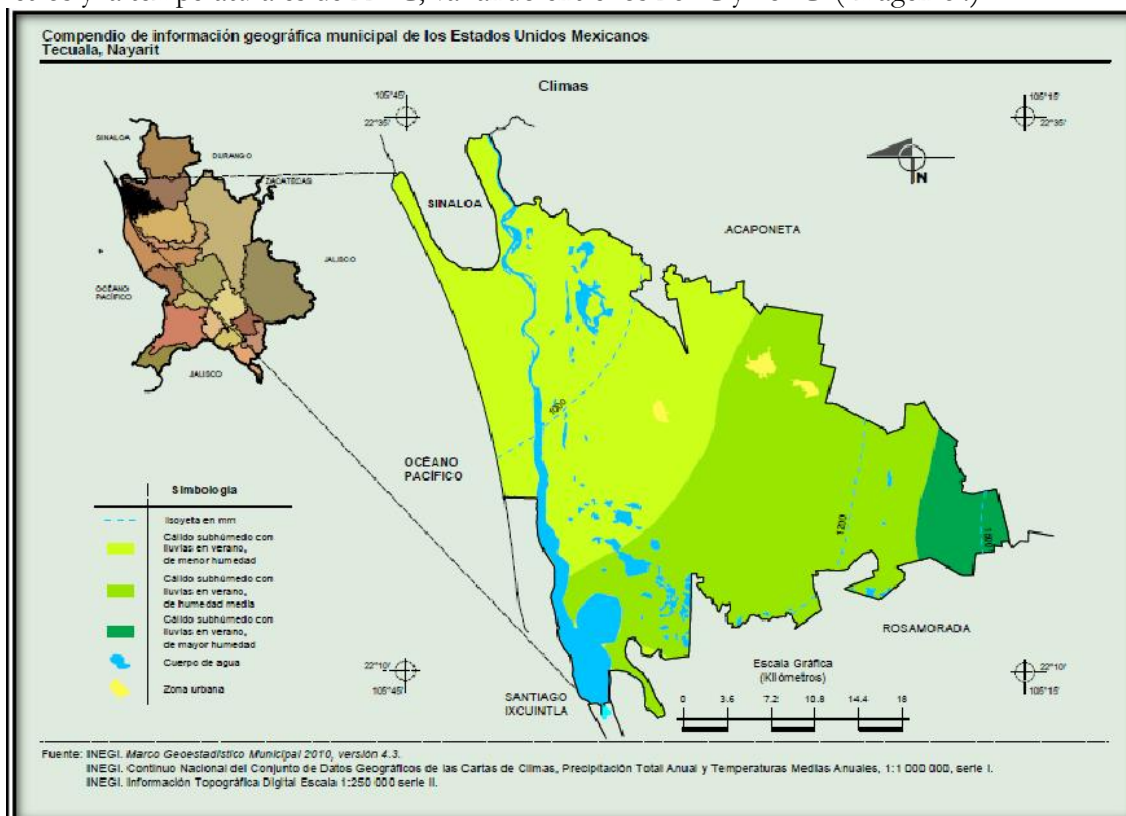 Compendio de información geográfica municipal de los Estados Unidos Mexicanos
Tecuala, Nayarit
Climas
105°45'
22°35'
105°15'
22°35'
N
SINALOA
DURANGO
ZACATECAS
JALISCO
OCÉANO
PACÍFICO
JALISCO
SINALOA
ACAPONETA
OCÉANO
PACÍFICO
1000
1200
ROSAMORADA
SANTIAGO
IXCUINTLA
Simbología
Isoyeta en mm
Cálido subhúmedo con
lluvias en verano,
de menor humedad
Cálido subhúmedo con
lluvias en verano,
de humedad media
Cálido subhúmedo con
lluvias en verano,
de mayor humedad
Cuerpo de agua
Zona urbana
22°10'
105°45'
Escala Gráfica
(Kilómetros)
0 3.6 7.2 10.8 14.4 18
22°10'
105°15'
Fuente: INEGI. Marco Geoestadístico Municipal 2010, versión 4.3.
INEGI. Continuo Nacional del Conjunto de Datos Geográficos de las Cartas de Climas, Precipitación Total Anual y Temperaturas Medias Anuales, 1:1 000 000, serie I.
INEGI. Información Topográfica Digital Escala 1:250 000 serie II.